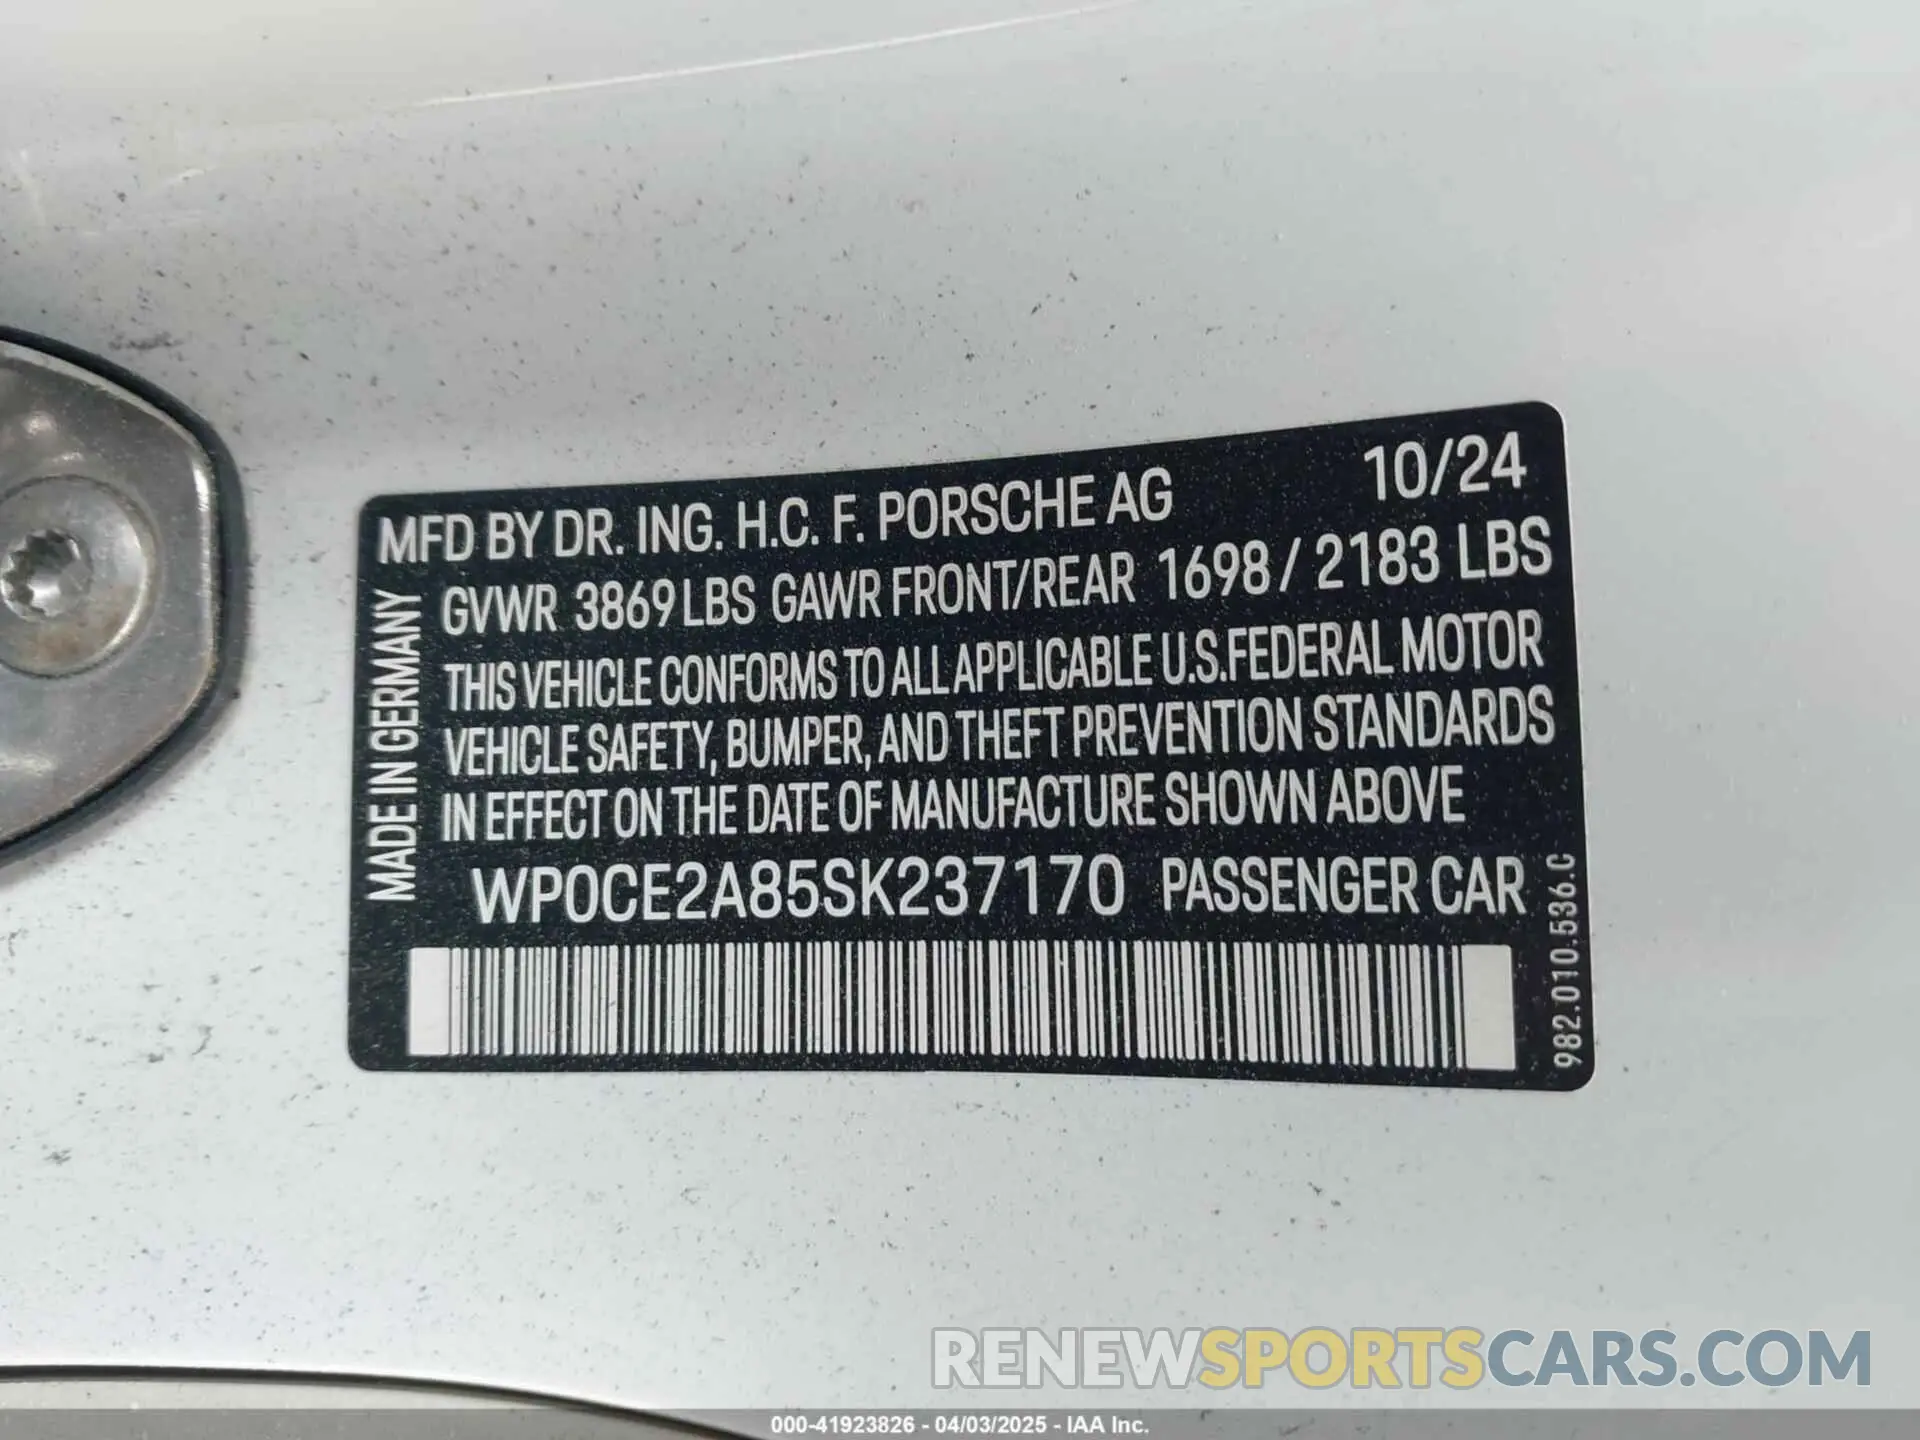 MFD BY DR. ING. H.C. F. PORSCHE AG 10/24
GVWR 3869 LBS GAWR FRONT/REAR 1698 / 2183 LBS
THIS VEHICLE CONFORMS TO ALL APPLICABLE U.S. FEDERAL MOTOR
VEHICLE SAFETY, BUMPER, AND THEFT PREVENTION STANDARDS
IN EFFECT ON THE DATE OF MANUFACTURE SHOWN ABOVE
WP0CE2A85SK237170 PASSENGER CAR
MADE IN GERMANY
982.010.536.C
RENEWSPORTSCARS.COM
000-41923826 - 04/03/2025 - IAA Inc.